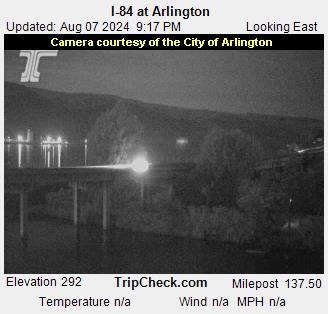 I-84 at Arlington
Updated: Aug 07 2024 9:17 PM Looking East
Camera courtesy of the City of Arlington
Elevation 292 TripCheck.com Milepost 137.50
Temperature n/a Wind n/a MPH n/a